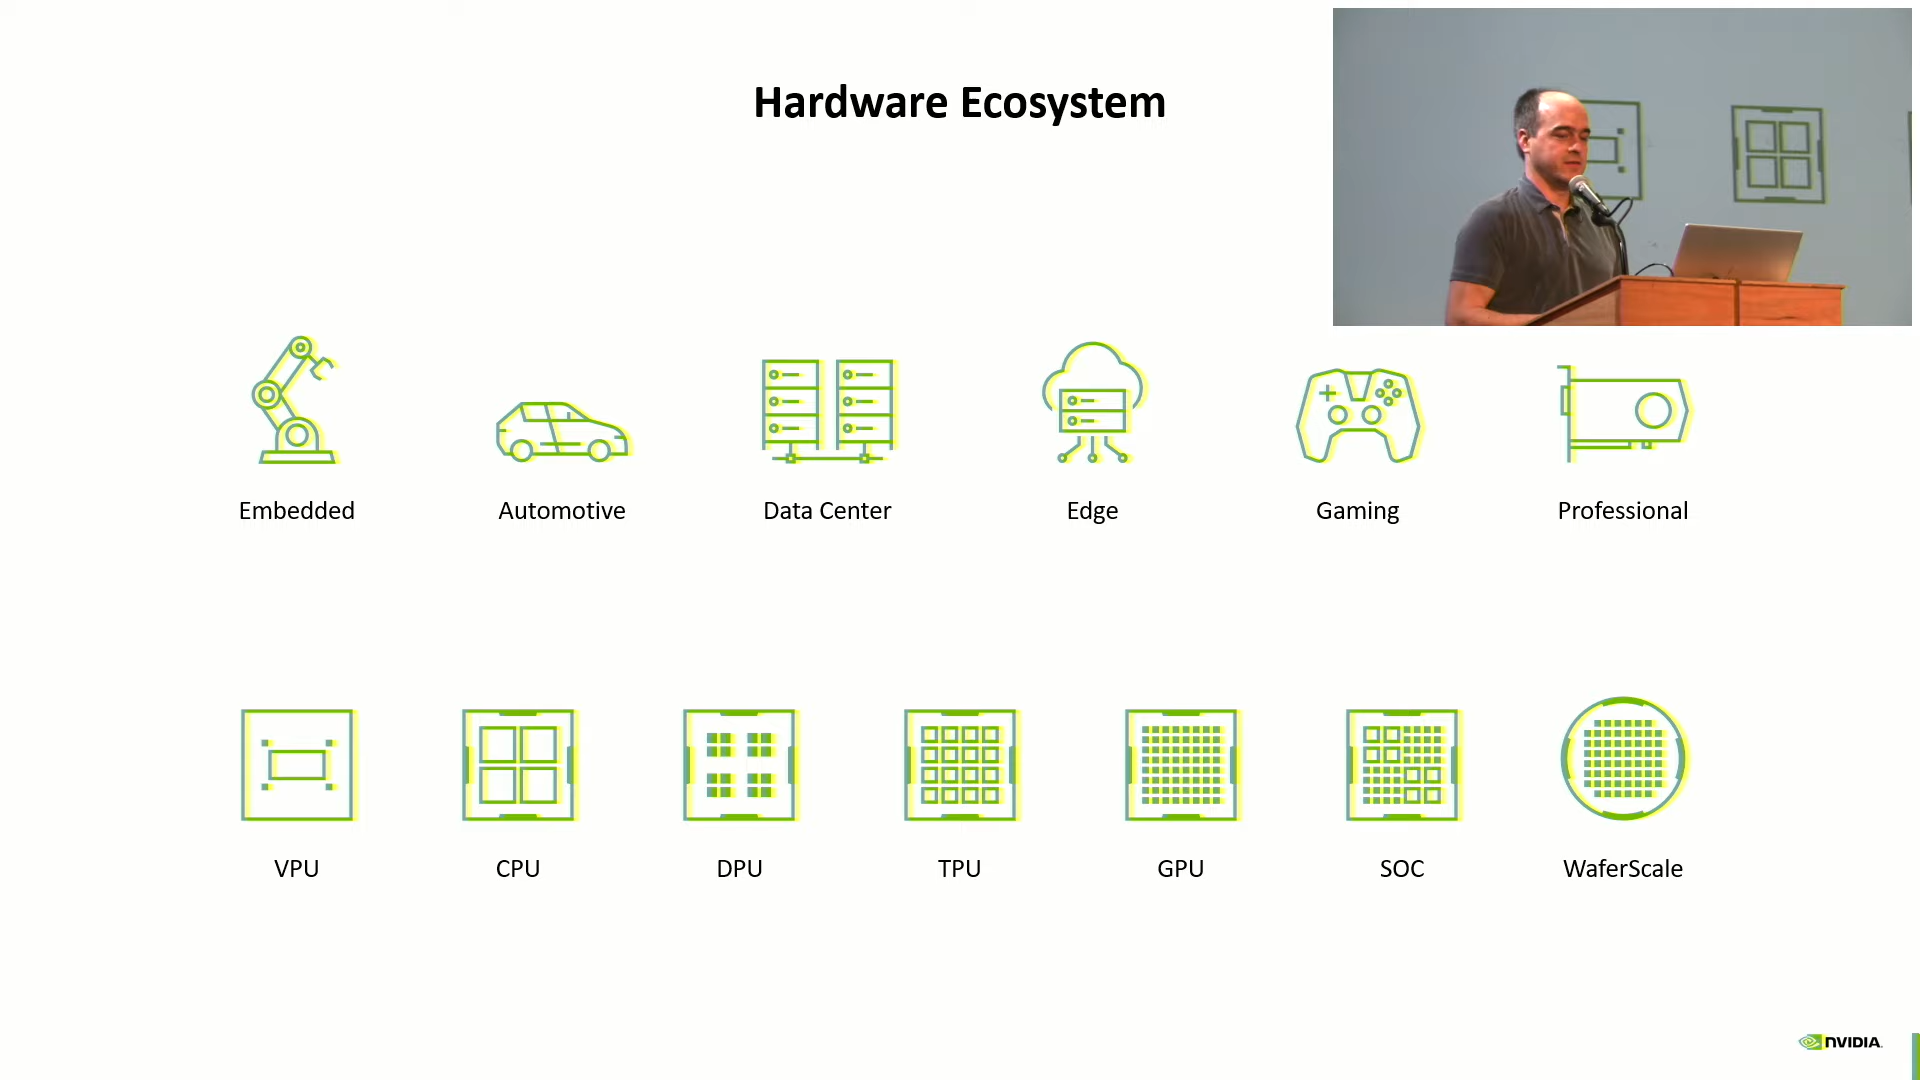 Hardware Ecosystem
Embedded
Automotive
Data Center
Edge
Gaming
Professional
VPU
CPU
DPU
TPU
GPU
SOC
WaferScale
NVIDIA